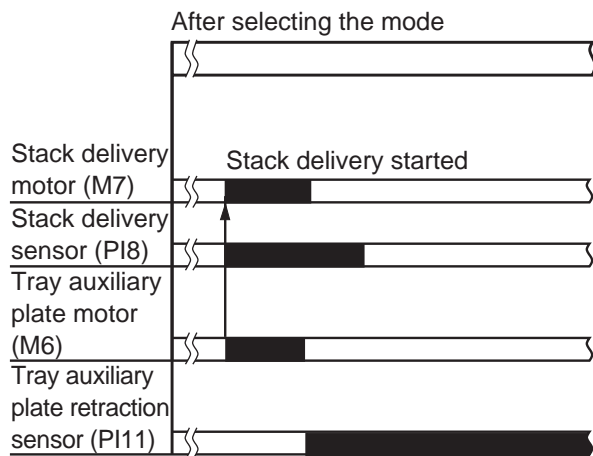 After selecting the mode
Stack delivery
motor (M7)
Stack delivery started
Stack delivery
sensor (PI8)
Tray auxiliary
plate motor
(M6)
Tray auxiliary
plate retraction
sensor (PI11)